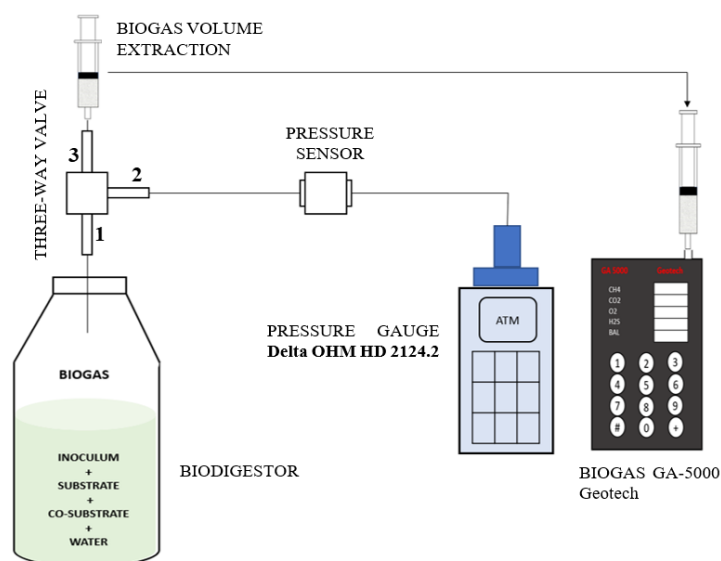 BIOGAS VOLUME
EXTRACTION
THREE-WAY VALVE
3
2
1
PRESSURE
SENSOR
BIOGAS
INOCULUM
+
SUBSTRATE
+
CO-SUBSTRATE
+
WATER
BIODIGESTOR
PRESSURE GAUGE
Delta OHM HD 2124.2
ATM
GA 5000 Geotech
CH4
CO2
O2
H2S
BAL
1 2 3
4 5 6
7 8 9
# 0 +
BIOGAS GA-5000
Geotech